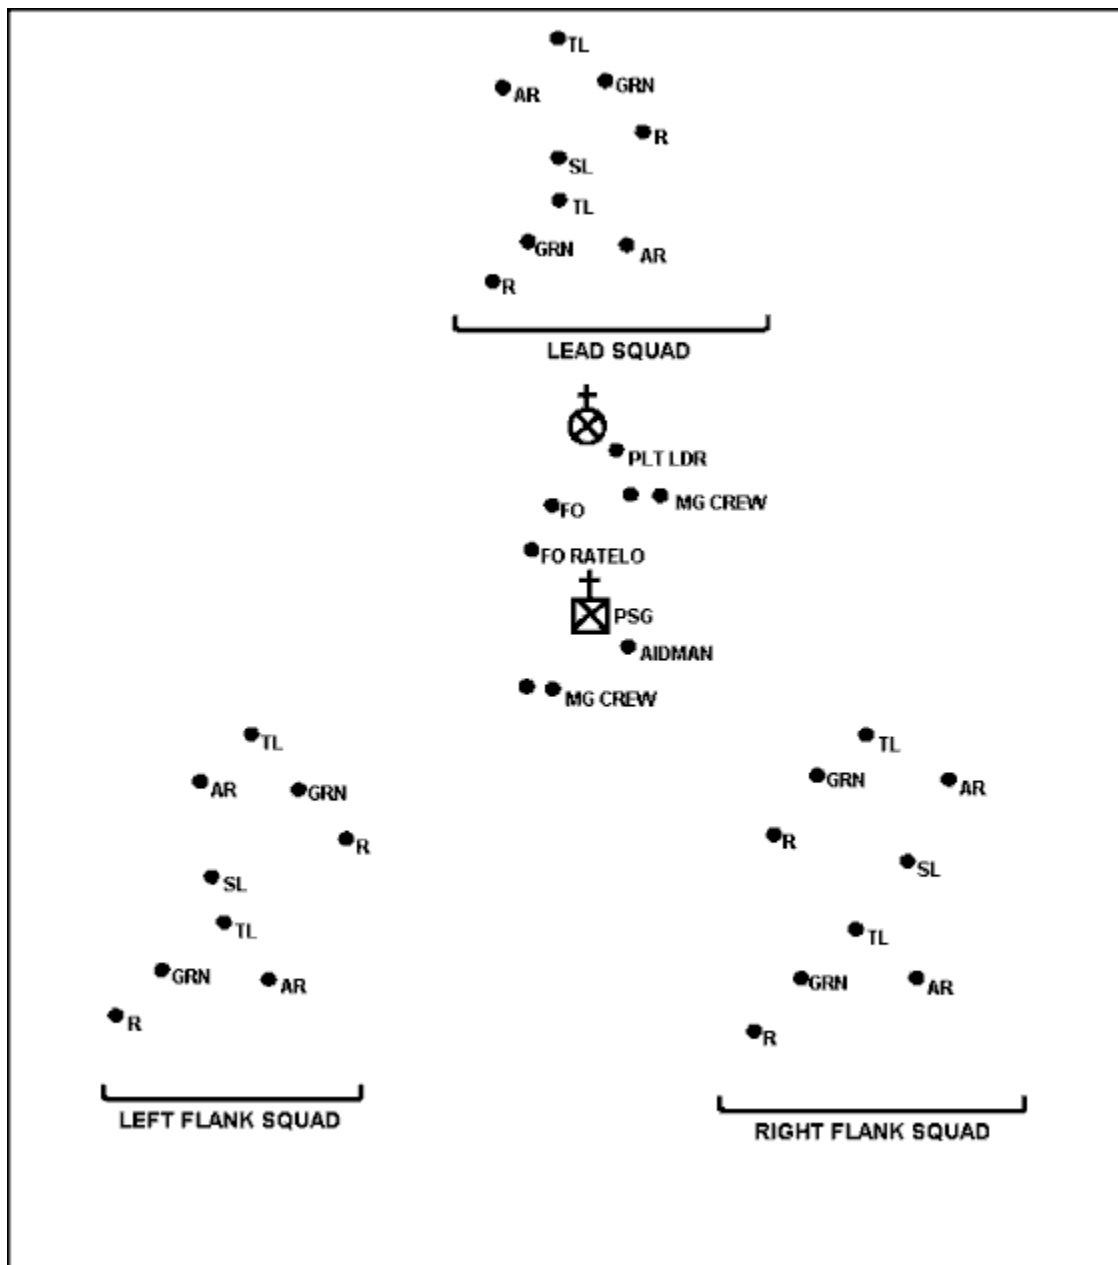 TL
AR
GRN
R
SL
TL
GRN
AR
R
LEAD SQUAD
PLT LDR
MG CREW
FO
FO RATELO
PSG
AIDMAN
MG CREW
TL
AR
GRN
R
SL
TL
GRN
AR
R
LEFT FLANK SQUAD
TL
GRN
AR
R
SL
TL
GRN
AR
R
RIGHT FLANK SQUAD